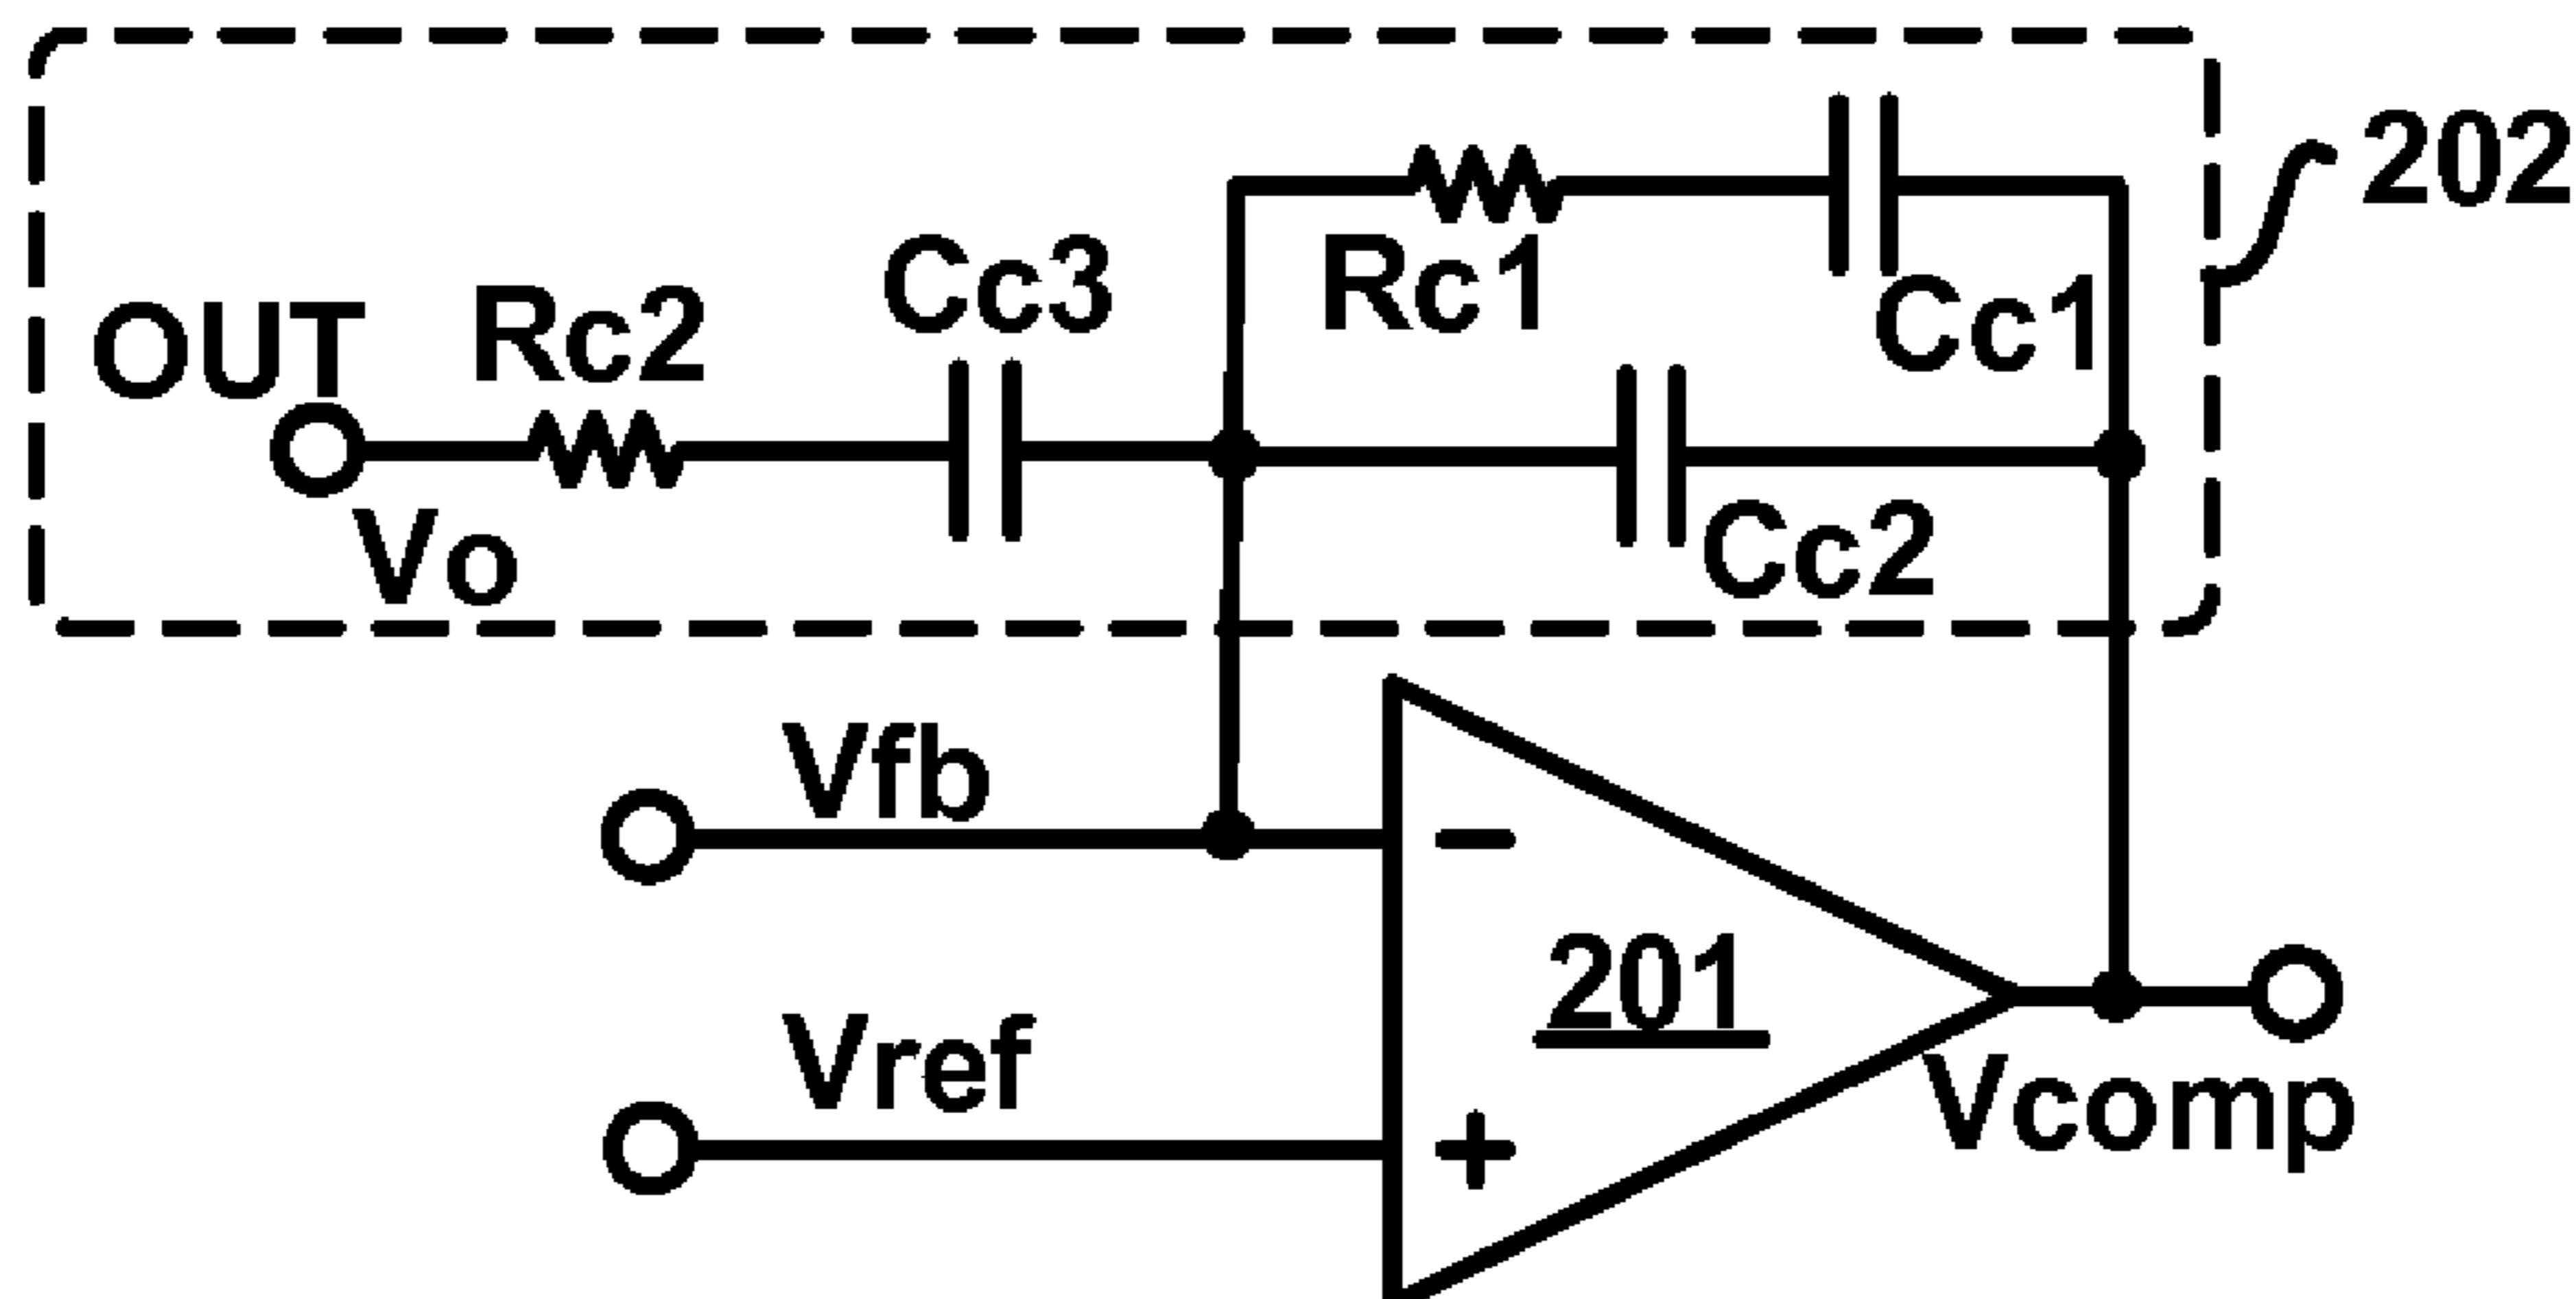 202
Cc3
Rc1
Cc1
OUT
Rc2
Vo
Cc2
Vfb
-
201
Vref
+
Vcomp